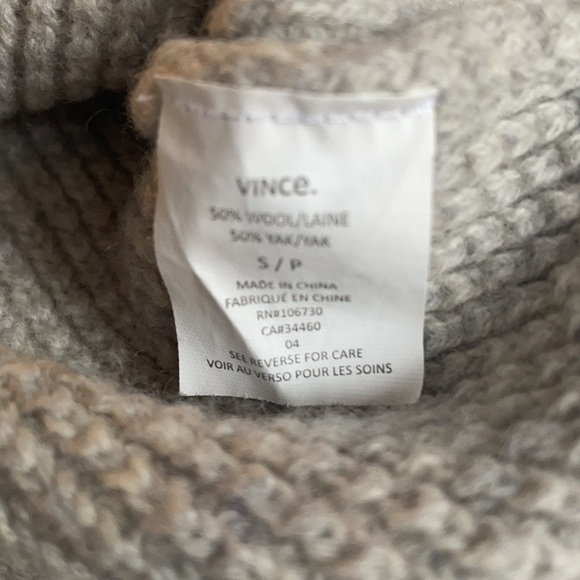 VINCe.
50% WOOL/LAINE
50% YAK/YAK
S / P
MADE IN CHINA
FABRIQUÉ EN CHINE
RN#106730
CA#34460
04
SEE REVERSE FOR CARE
VOIR AU VERSO POUR LES SOINS